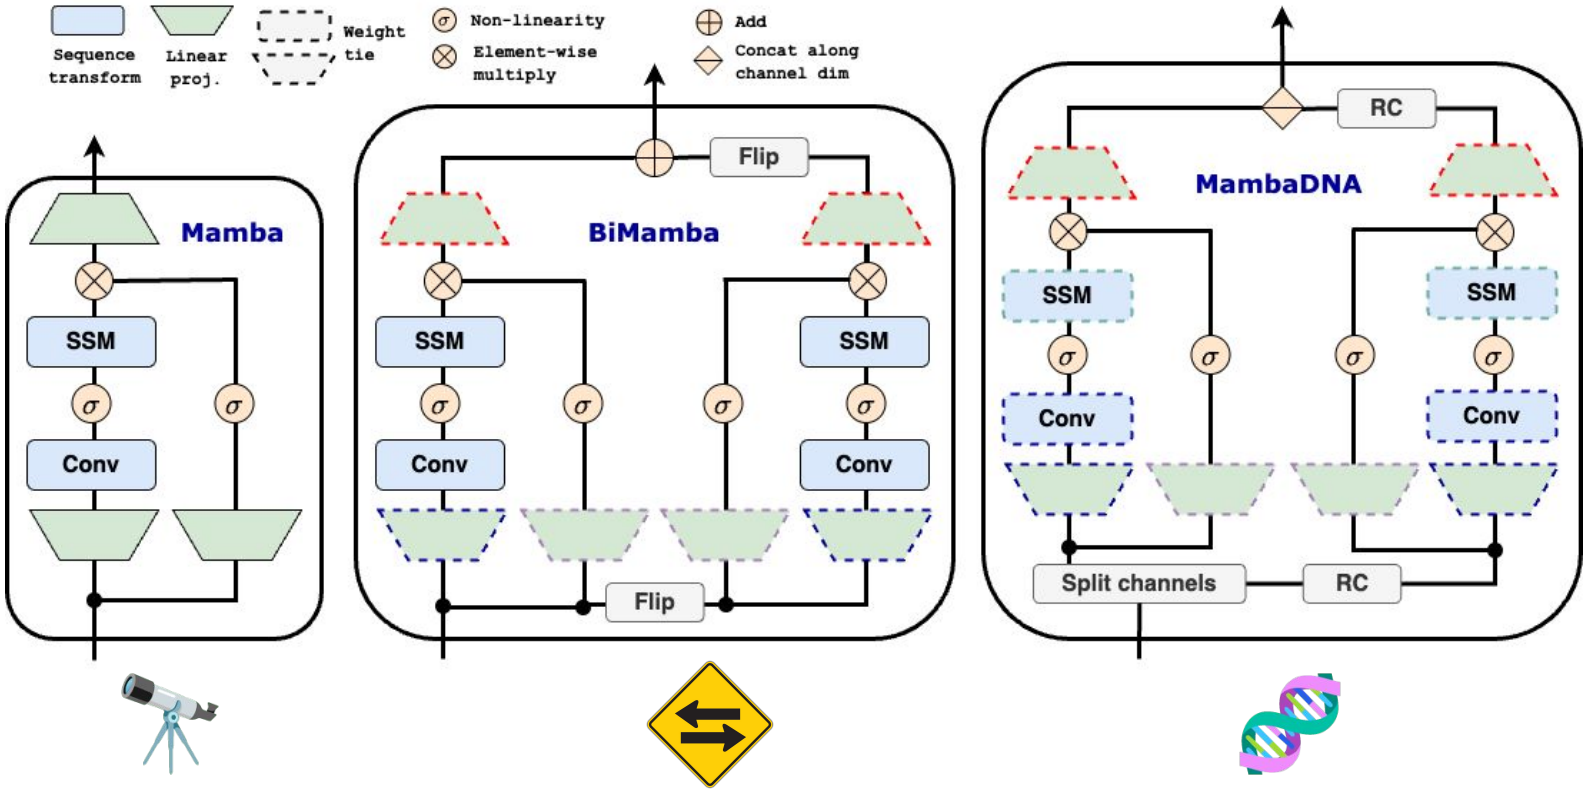 Sequence
transform
Linear
proj.
Weight
tie
σ Non-linearity
Element-wise
multiply
Add
Concat along
channel dim
Mamba
SSM
σ
σ
Conv
Flip
BiMamba
SSM
SSM
σ
σ
σ
σ
Conv
Conv
Flip
RC
MambaDNA
SSM
SSM
σ
σ
σ
σ
Conv
Conv
Split channels
RC